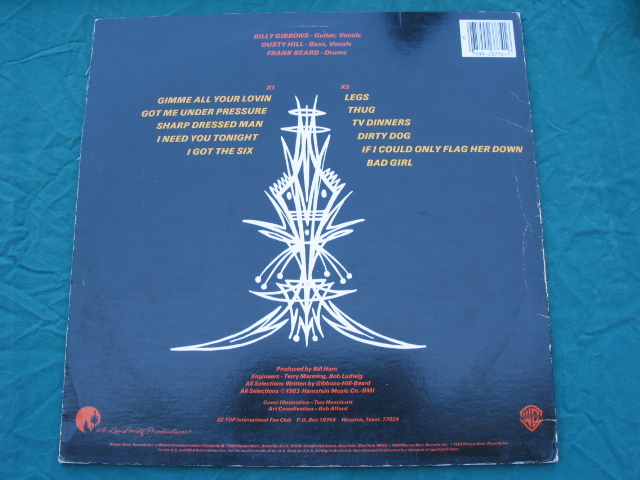 BILLY GIBBONS - Guitar, Vocals
DUSTY HILL - Bass, Vocals
FRANK BEARD - Drums
X1
GIMME ALL YOUR LOVIN
GOT ME UNDER PRESSURE
SHARP DRESSED MAN
I NEED YOU TONIGHT
I GOT THE SIX
X2
LEGS
THUG
TV DINNERS
DIRTY DOG
IF I COULD ONLY FLAG HER DOWN
BAD GIRL
Produced by Bill Ham
Engineers - Terry Manning, Bob Ludwig
All Selections Written by Gibbons-Hill-Beard
All Selections ©1983 Hamstein Music Co.-BMI
Cover Illustration - Tom Hunnicutt
Art Coordination - Bob Alford
ZZ TOP International Fan Club P.O. Box 19744 Houston, Texas 77024
A Lone Wolf Production